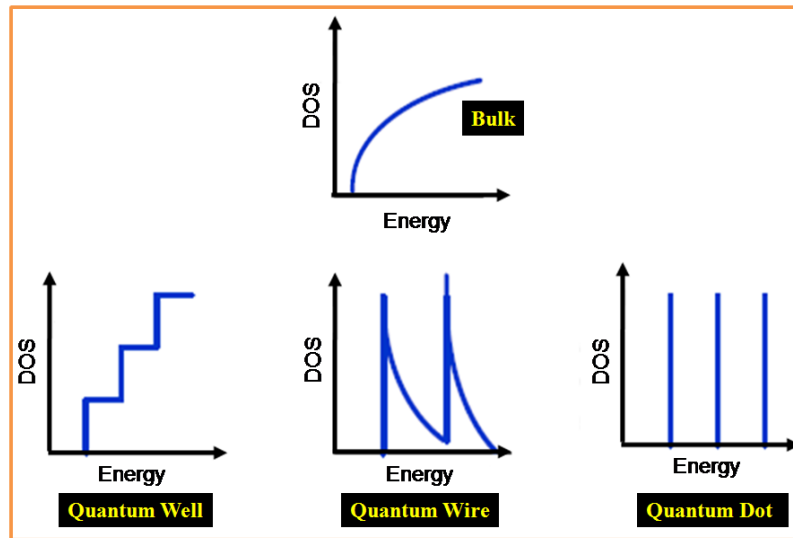 DOS
Bulk
Energy
DOS
Energy
Quantum Well
DOS
Energy
Quantum Wire
DOS
Energy
Quantum Dot